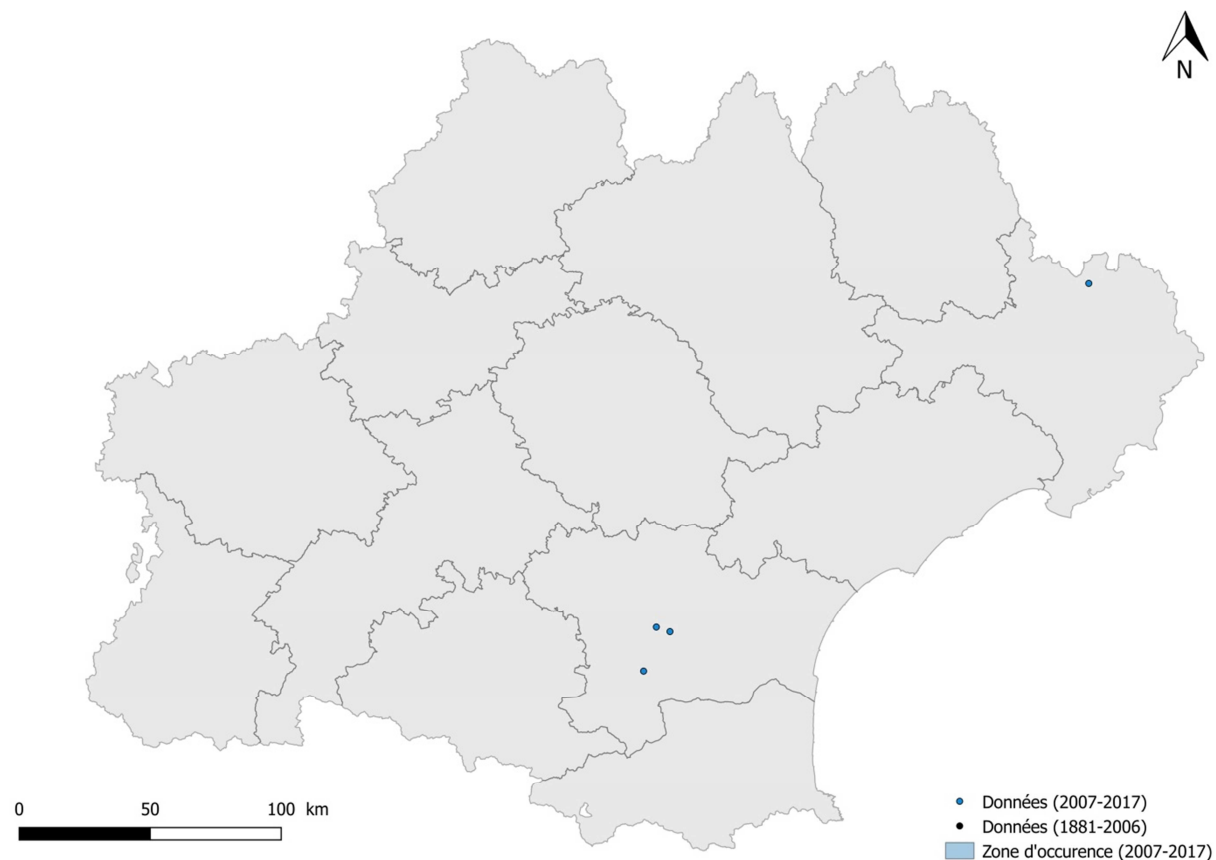 N
0 50 100 km
Données (2007-2017)
Données (1881-2006)
Zone d'occurence (2007-2017)